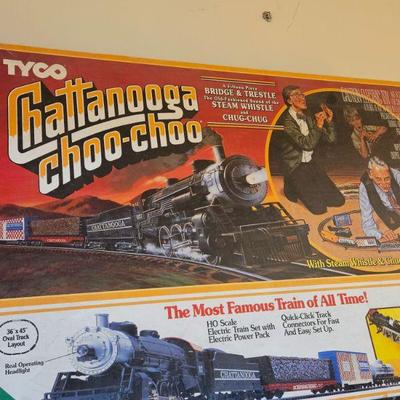 TYCO
Chattanooga
choo-choo
A Fifteen Piece
BRIDGE & TRESTLE
The Old-Fashioned Sound of the
STEAM WHISTLE
and
CHUG-CHUG
CHATTANOOGA
With Steam Whistle &
The Most Famous Train of All Time!
36" x 45"
Oval Track
Layout
Real Operating
Headlight
HO Scale
Electric Train Set with
Electric Power Pack
Quick-Click Track
Connectors For Fast
And Easy Set Up.